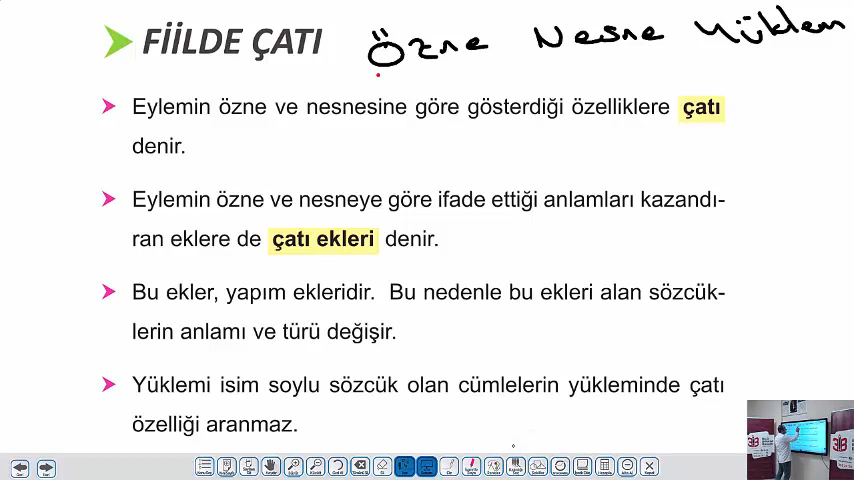 FİİLDE ÇATI Özne Nesne Yüklem
Eylemin özne ve nesnesine göre gösterdiği özelliklere çatı
denir.
Eylemin özne ve nesneye göre ifade ettiği anlamları kazandı-
ran eklere de çatı ekleri denir.
Bu ekler, yapım ekleridir. Bu nedenle bu ekleri alan sözcük-
lerin anlamı ve türü değişir.
Yüklemi isim soylu sözcük olan cümlelerin yükleminde çatı
özelliği aranmaz.